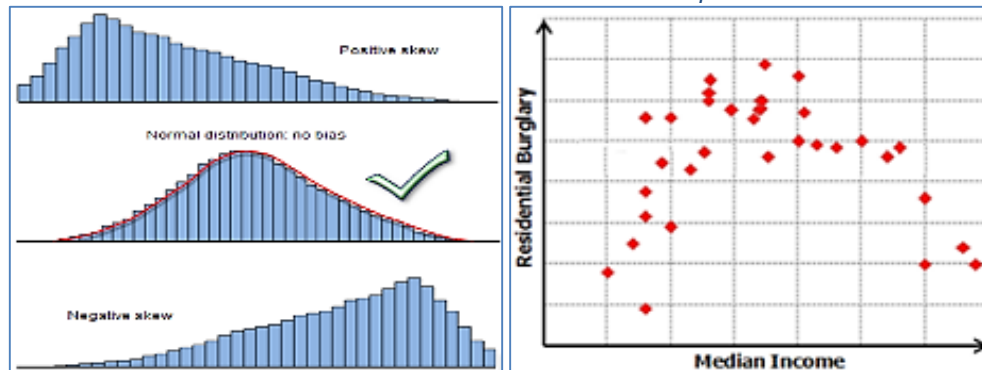 Positive skew
Normal distribution: no bias
Negative skew
Residential Burglary
Median Income